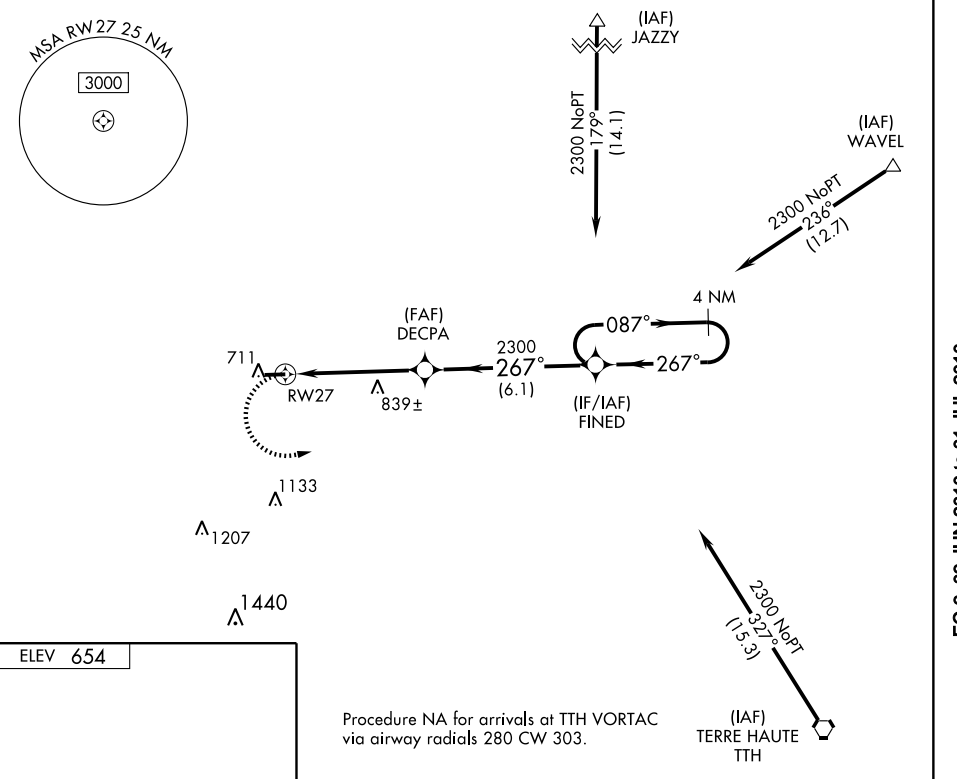 MSA RW27 25 NM
3000
(IAF)
JAZZY
2300 NoPT
179°
(14.1)
(IAF)
WAVEL
2300 NoPT
236°
(12.7)
4 NM
087°
267°
(FAF)
DECPA
2300
267°
(6.1)
(IF/IAF)
FINED
711
RW27
839±
1133
1207
1440
2300 NoPT
327°
(15.3)
(IAF)
TERRE HAUTE
TTH
ELEV 654
Procedure NA for arrivals at TTH VORTAC
via airway radials 280 CW 303.